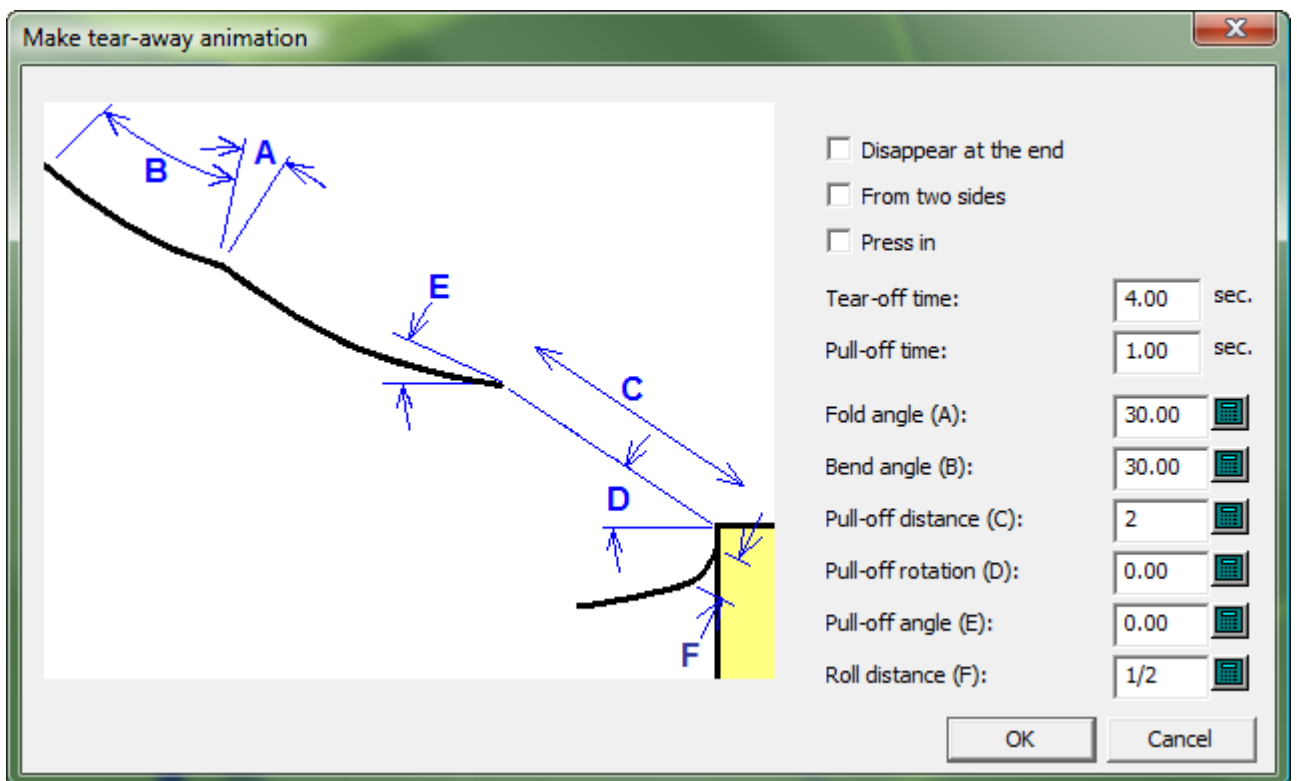 Make tear-away animation
B
A
E
C
D
F
Disappear at the end
From two sides
Press in
Tear-off time: 4.00 sec.
Pull-off time: 1.00 sec.
Fold angle (A): 30.00
Bend angle (B): 30.00
Pull-off distance (C): 2
Pull-off rotation (D): 0.00
Pull-off angle (E): 0.00
Roll distance (F): 1/2
OK Cancel